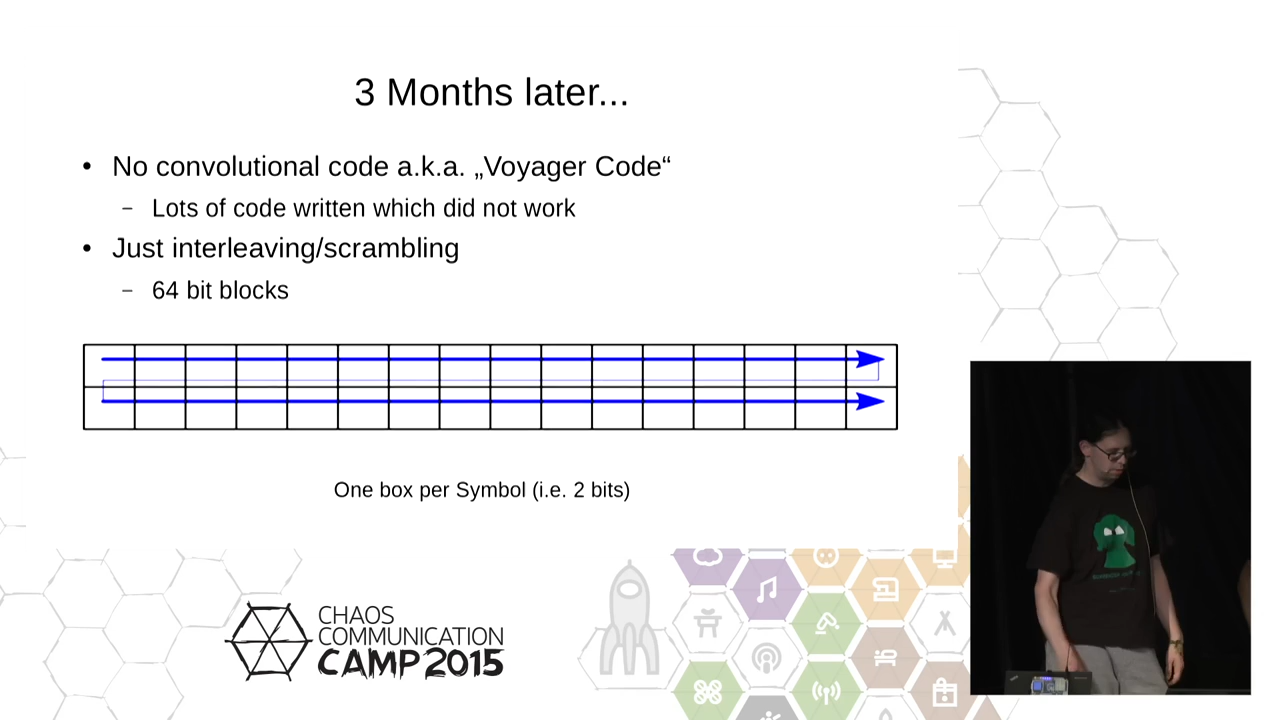 3 Months later...
• No convolutional code a.k.a. „Voyager Code“
– Lots of code written which did not work
• Just interleaving/scrambling
– 64 bit blocks
One box per Symbol (i.e. 2 bits)
CHAOS
COMMUNICATION
CAMP 2015